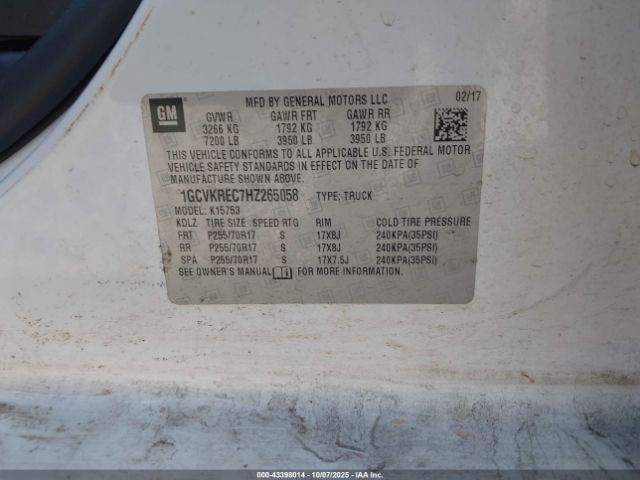 GM
MFD BY GENERAL MOTORS LLC 02/17
GVWR GAWR FRT GAWR RR
3266 KG 1792 KG 1792 KG
7200 LB 3950 LB 3950 LB
THIS VEHICLE CONFORMS TO ALL APPLICABLE U.S. FEDERAL MOTOR
VEHICLE SAFETY STANDARDS IN EFFECT ON THE DATE OF
MANUFACTURE SHOWN ABOVE.
1GCVKREC7HZ265058 TYPE: TRUCK
MODEL: K15753
KDLZ TIRE SIZE SPEED RTG RIM COLD TIRE PRESSURE
FRT P255/70R17 S 17X8J 240KPA(35PSI)
RR P255/70R17 S 17X8J 240KPA(35PSI)
SPA P255/70R17 S 17X7.5J 240KPA(35PSI)
SEE OWNER'S MANUAL FOR MORE INFORMATION.
000-43398014 - 10/07/2025 - IAAI.COM